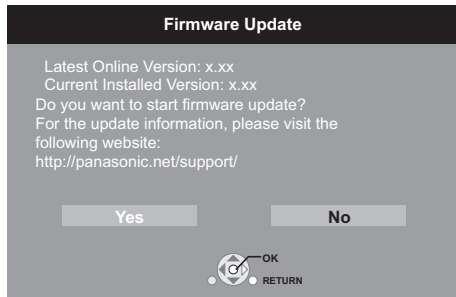 Firmware Update
Latest Online Version: x.xx
Current Installed Version: x.xx
Do you want to start firmware update?
For the update information, please visit the
following website:
http://panasonic.net/support/
Yes No
OK
RETURN